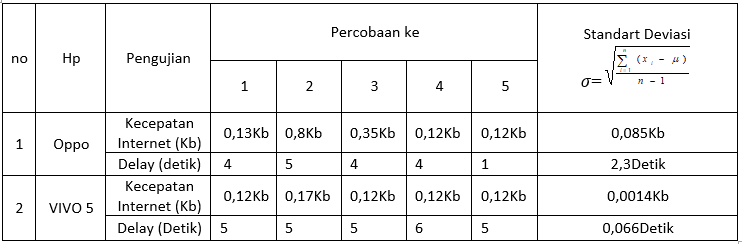 no Hp Pengujian Percobaan ke Standart Deviasi
σ=√(∑ⁿᵢ₌₁ (xᵢ − μ) / n − 1)
1 2 3 4 5
1 Oppo Kecepatan Internet (Kb) 0,13Kb 0,8Kb 0,35Kb 0,12Kb 0,12Kb 0,085Kb
Delay (detik) 4 5 4 4 1 2,3Detik
2 VIVO 5 Kecepatan Internet (Kb) 0,12Kb 0,17Kb 0,12Kb 0,12Kb 0,12Kb 0,0014Kb
Delay (Detik) 5 5 5 6 5 0,066Detik